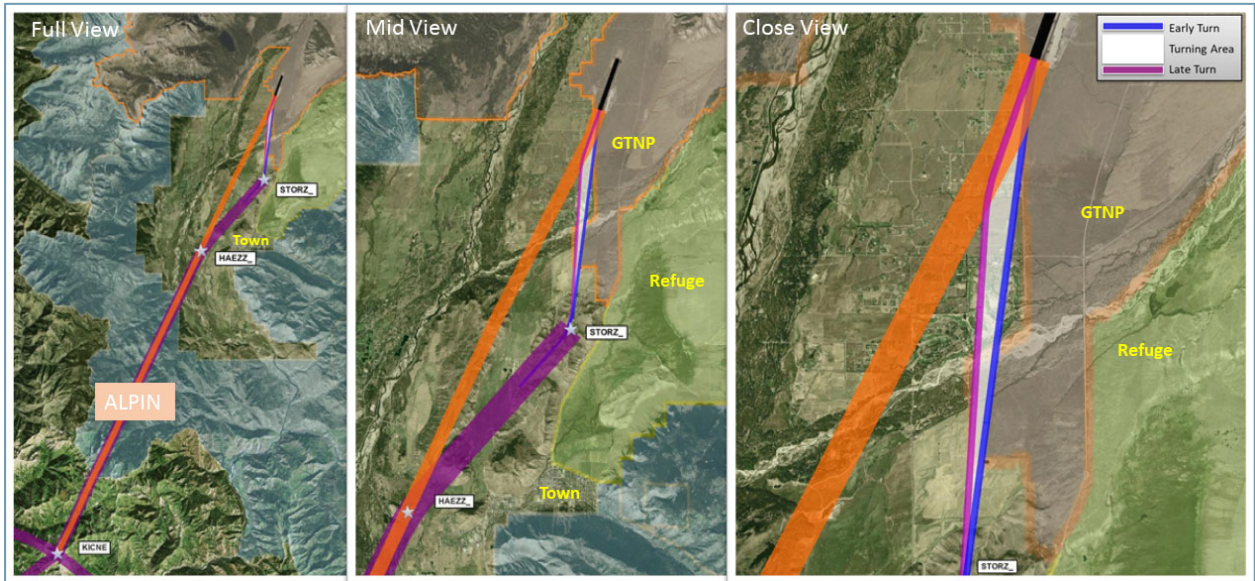 Full View
STORZ_
Town
HAEZZ_
ALPIN
KICNE
Mid View
GTNP
Refuge
STORZ_
HAEZZ_
Town
Close View
Early Turn
Turning Area
Late Turn
GTNP
Refuge
STORZ_